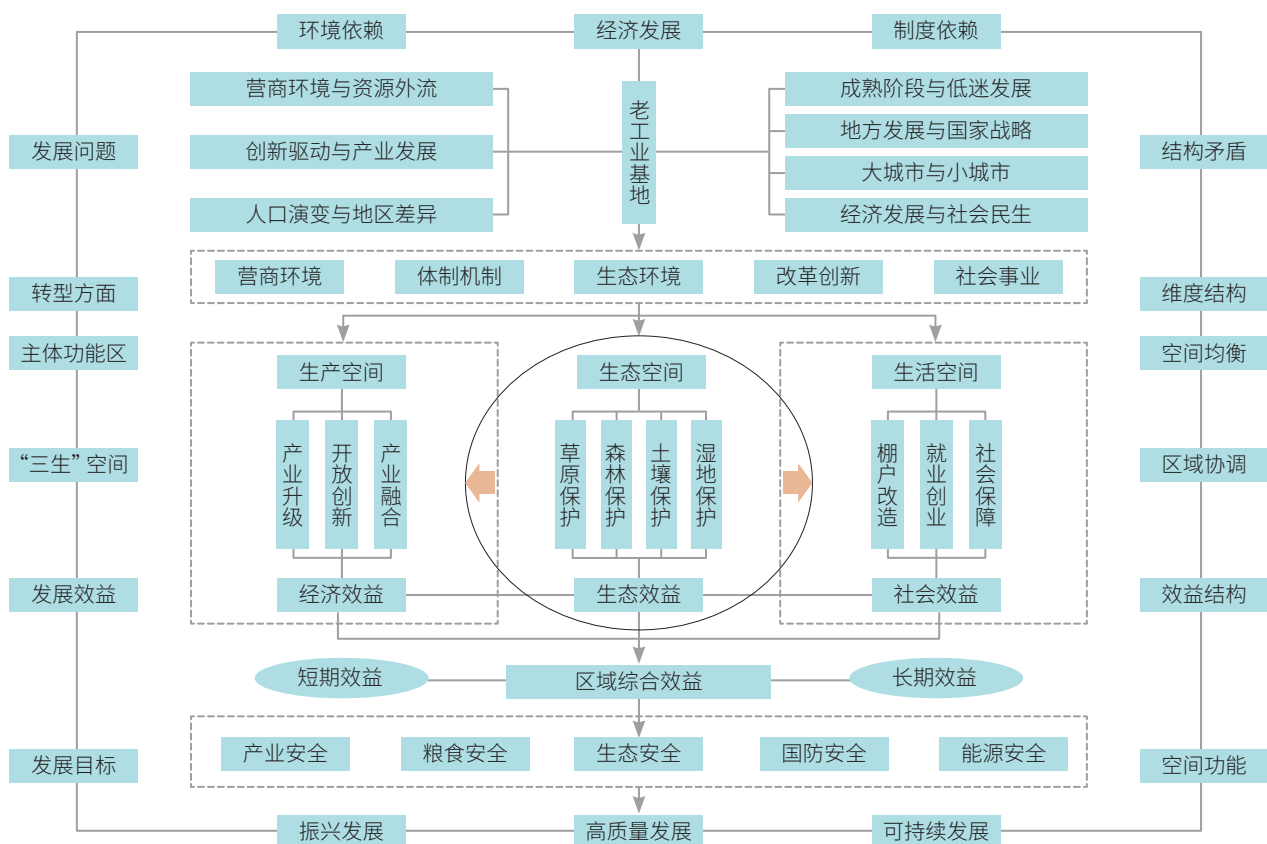 环境依赖
经济发展
制度依赖
营商环境与资源外流
创新驱动与产业发展
人口演变与地区差异
老工业基地
成熟阶段与低迷发展
地方发展与国家战略
大城市与小城市
经济发展与社会民生
发展问题
结构矛盾
营商环境
体制机制
生态环境
改革创新
社会事业
转型方面
维度结构
主体功能区
空间均衡
生产空间
生态空间
生活空间
“三生”空间
产业升级
开放创新
产业融合
草原保护
森林保护
土壤保护
湿地保护
棚户改造
就业创业
社会保障
区域协调
发展效益
经济效益
生态效益
社会效益
效益结构
短期效益
区域综合效益
长期效益
发展目标
产业安全
粮食安全
生态安全
国防安全
能源安全
空间功能
振兴发展
高质量发展
可持续发展